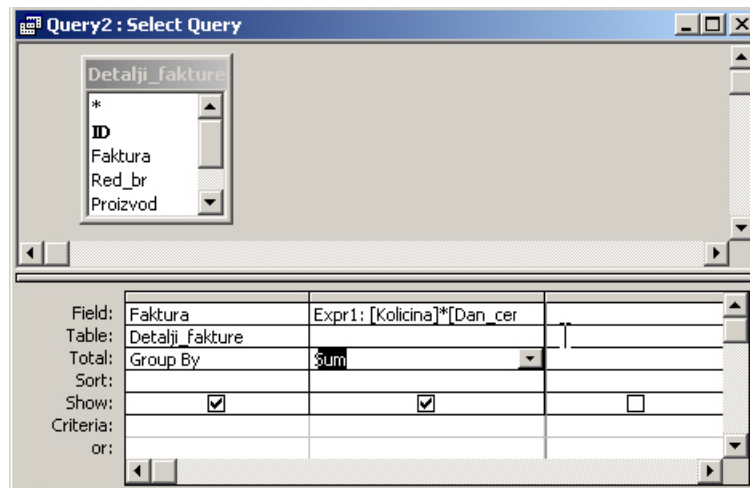 Query2 : Select Query
Detalji_fakture
*
ID
Faktura
Red_br
Proizvod
Field: Faktura Expr1: [Kolicina]*[Dan_cer
Table: Detalji_fakture
Total: Group By Sum
Sort:
Show:
Criteria:
or: